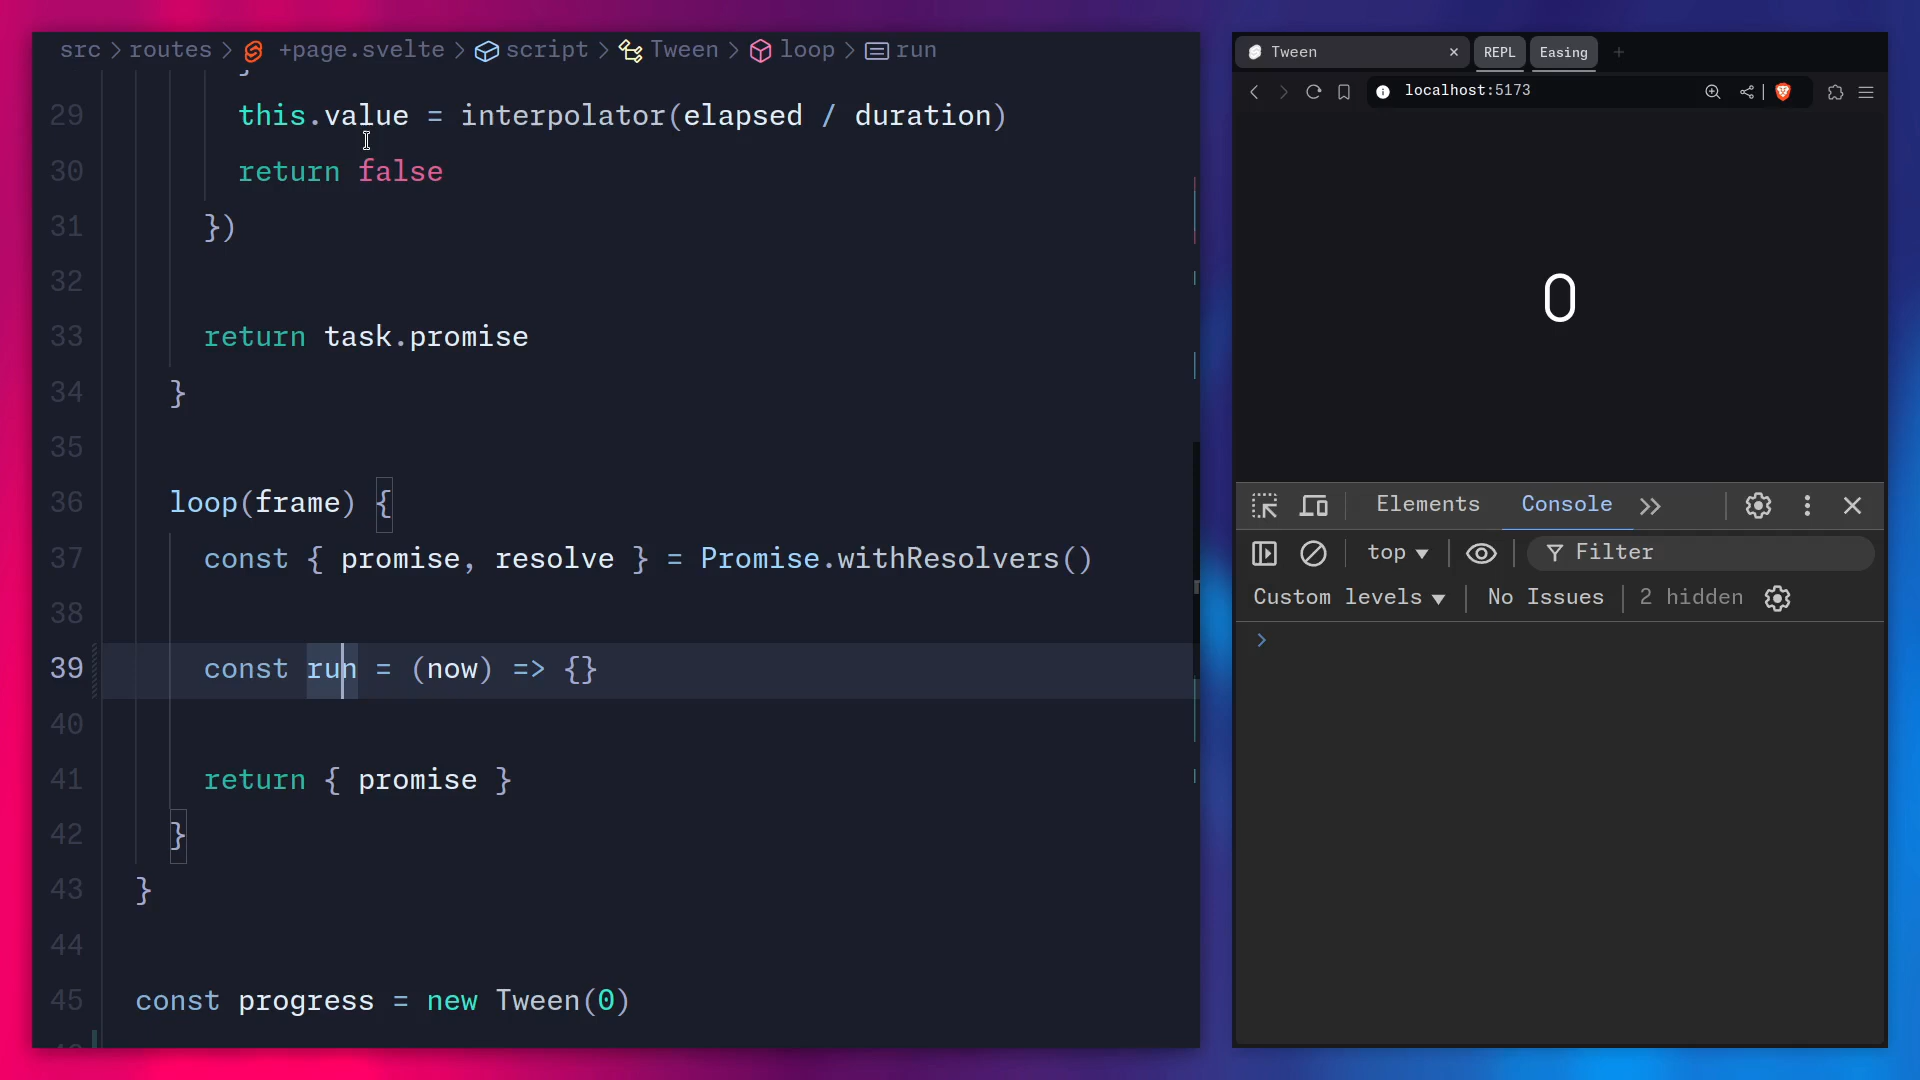 src > routes > +page.svelte > script > Tween > loop > run
}
29 this.value = interpolator(elapsed / duration)
30 return false
31 })
32
33 return task.promise
34 }
35
36 loop(frame) {
37 const { promise, resolve } = Promise.withResolvers()
38
39 const run = (now) => {}
40
41 return { promise }
42 }
43 }
44
45 const progress = new Tween(0)
Tween × REPL Easing +
localhost:5173
0
Elements Console >>
top Filter
Custom levels No Issues 2 hidden
>